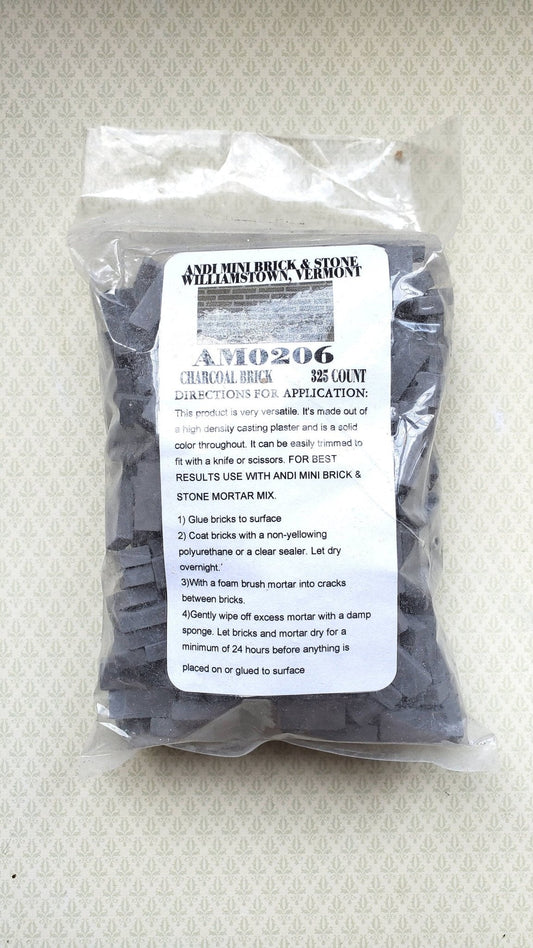 ANDI MINI BRICK & STONE
WILLIAMSTOWN, VERMONT
AM0206
CHARCOAL BRICK 325 COUNT
DIRECTIONS FOR APPLICATION:
This product is very versatile. It's made out of
a high density casting plaster and is a solid
color throughout. It can be easily trimmed to
fit with a knife or scissors. FOR BEST
RESULTS USE WITH ANDI MINI BRICK &
STONE MORTAR MIX.
1) Glue bricks to surface
2) Coat bricks with a non-yellowing
polyurethane or a clear sealer. Let dry
overnight.'
3)With a foam brush mortar into cracks
between bricks.
4)Gently wipe off excess mortar with a damp
sponge. Let bricks and mortar dry for a
minimum of 24 hours before anything is
placed on or glued to surface